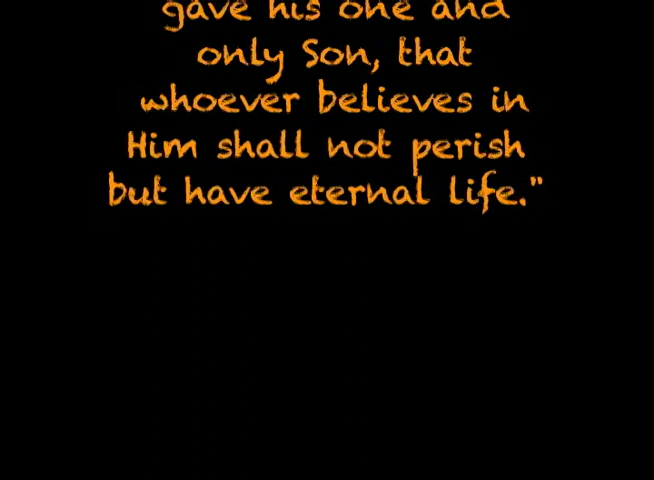 gave his one and
only Son, that
whoever believes in
Him shall not perish
but have eternal life."